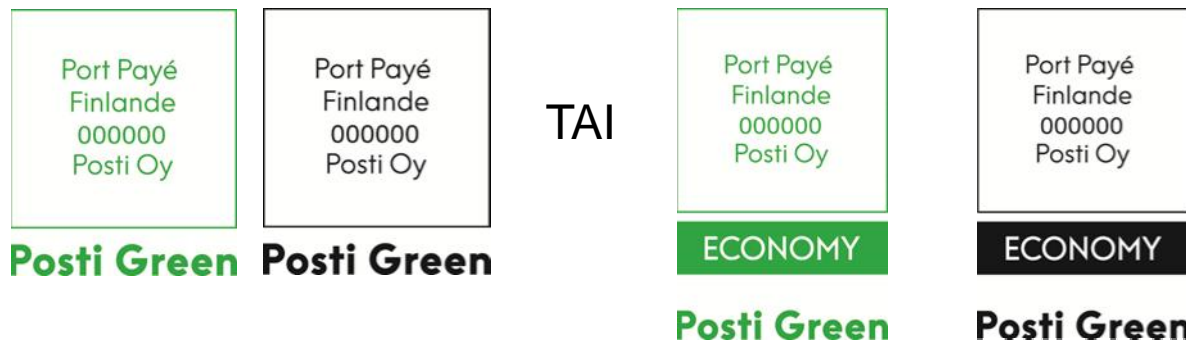 Port Payé
Finlande
000000
Posti Oy
Posti Green
Port Payé
Finlande
000000
Posti Oy
Posti Green
TAI
Port Payé
Finlande
000000
Posti Oy
ECONOMY
Posti Green
Port Payé
Finlande
000000
Posti Oy
ECONOMY
Posti Green